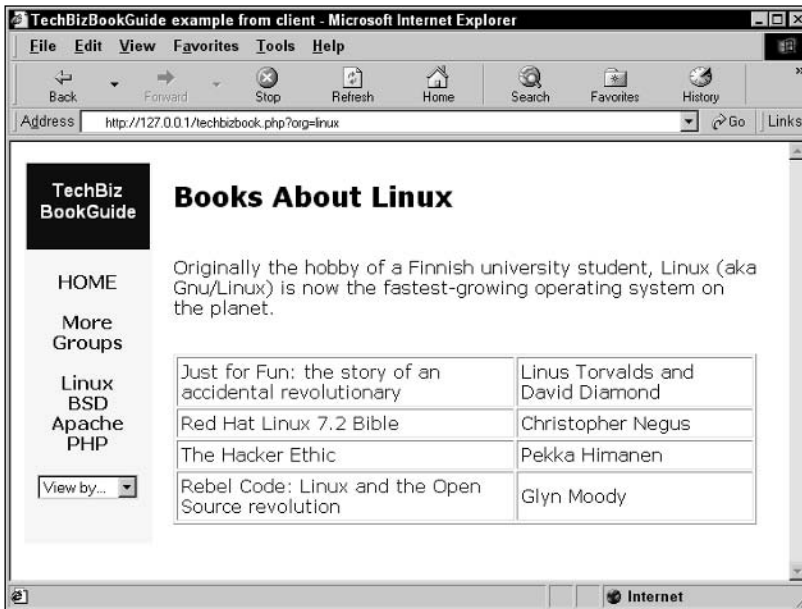 TechBizBookGuide example from client - Microsoft Internet Explorer
File Edit View Favorites Tools Help
Back Forward Stop Refresh Home Search Favorites History »
Address http://127.0.0.1/techbizbook.php?org=linux Go Links
TechBiz
BookGuide
HOME
More
Groups
Linux
BSD
Apache
PHP
View by...
Books About Linux
Originally the hobby of a Finnish university student, Linux (aka
Gnu/Linux) is now the fastest-growing operating system on
the planet.
Just for Fun: the story of an
accidental revolutionary
Linus Torvalds and
David Diamond
Red Hat Linux 7.2 Bible
Christopher Negus
The Hacker Ethic
Pekka Himanen
Rebel Code: Linux and the Open
Source revolution
Glyn Moody
Internet